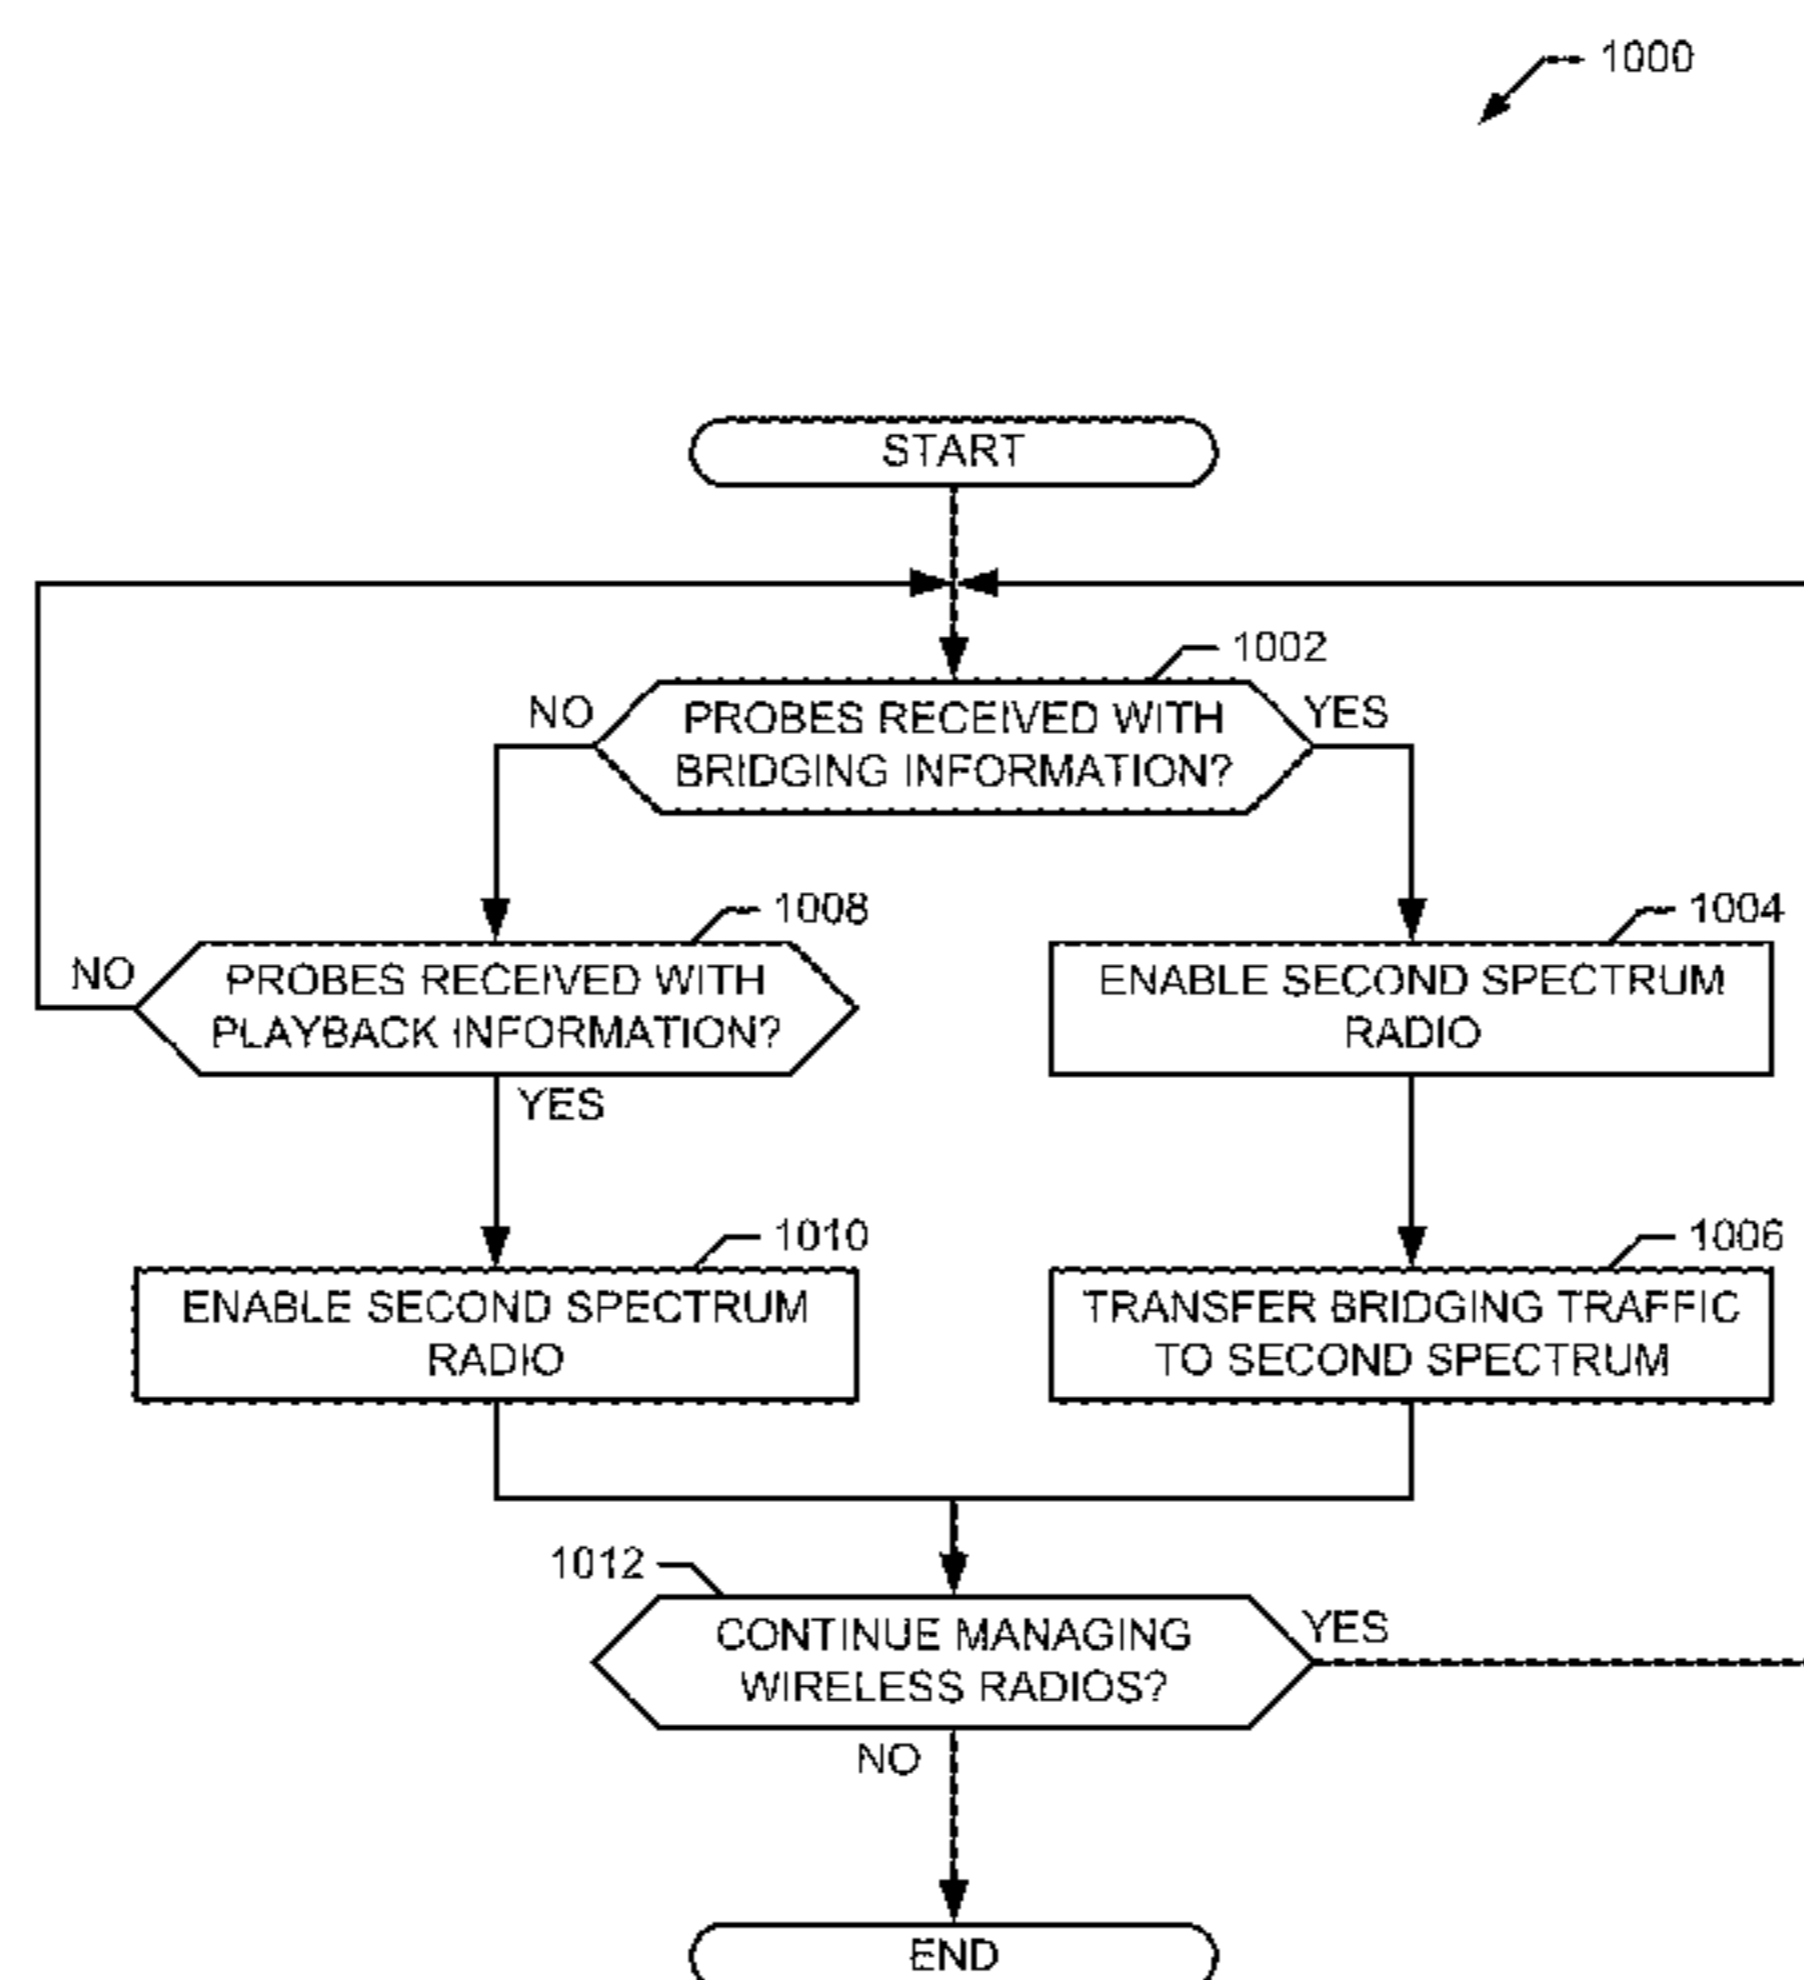 1000
START
1002
NO
PROBES RECEIVED WITH
BRIDGING INFORMATION?
YES
1008
1004
NO
PROBES RECEIVED WITH
PLAYBACK INFORMATION?
YES
ENABLE SECOND SPECTRUM
RADIO
1010
1006
ENABLE SECOND SPECTRUM
RADIO
TRANSFER BRIDGING TRAFFIC
TO SECOND SPECTRUM
1012
CONTINUE MANAGING
WIRELESS RADIOS?
YES
NO
END